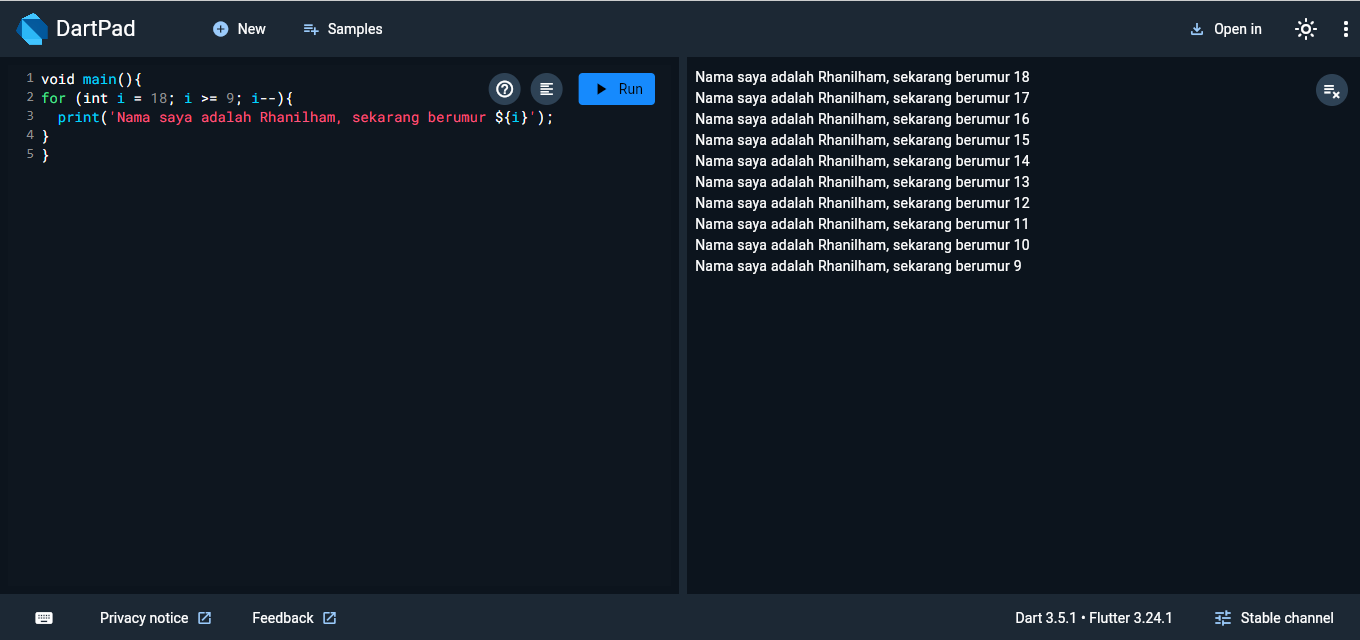 DartPad
New
Samples
Open in
1 void main(){
2 for (int i = 18; i >= 9; i--){
3   print('Nama saya adalah Rhanilham, sekarang berumur ${i}');
4 }
5 }
Run
Nama saya adalah Rhanilham, sekarang berumur 18
Nama saya adalah Rhanilham, sekarang berumur 17
Nama saya adalah Rhanilham, sekarang berumur 16
Nama saya adalah Rhanilham, sekarang berumur 15
Nama saya adalah Rhanilham, sekarang berumur 14
Nama saya adalah Rhanilham, sekarang berumur 13
Nama saya adalah Rhanilham, sekarang berumur 12
Nama saya adalah Rhanilham, sekarang berumur 11
Nama saya adalah Rhanilham, sekarang berumur 10
Nama saya adalah Rhanilham, sekarang berumur 9
Privacy notice
Feedback
Dart 3.5.1 • Flutter 3.24.1
Stable channel